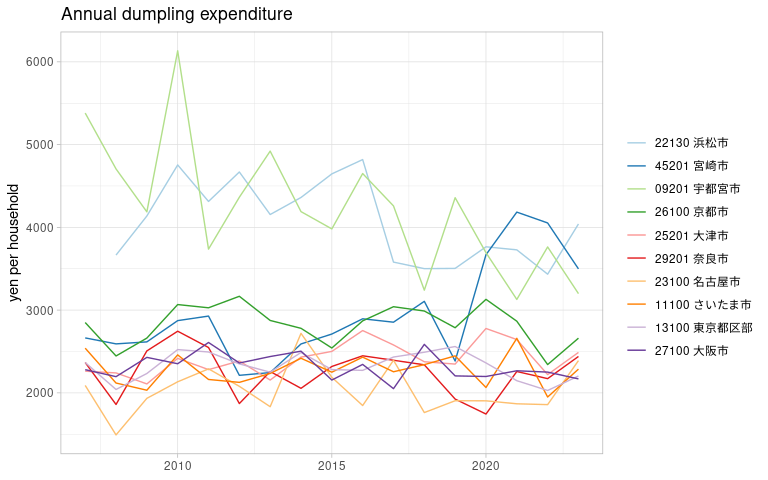 Annual dumpling expenditure
yen per household
6000
5000
4000
3000
2000
2010
2015
2020
22130 浜松市
45201 宮崎市
09201 宇都宮市
26100 京都市
25201 大津市
29201 奈良市
23100 名古屋市
11100 さいたま市
13100 東京都区部
27100 大阪市